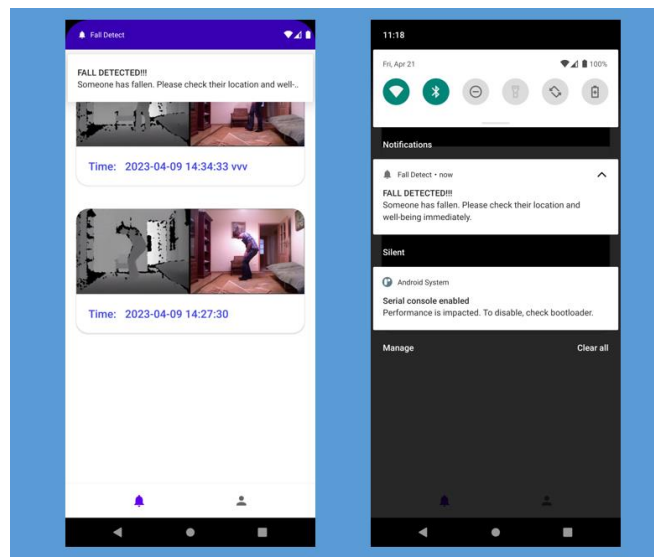 Fall Detect
FALL DETECTED!!!
Someone has fallen. Please check their location and well-..
Time: 2023-04-09 14:34:33 vvv
Time: 2023-04-09 14:27:30
11:18
Fri, Apr 21
100%
Notifications
Fall Detect • now
FALL DETECTED!!!
Someone has fallen. Please check their location and
well-being immediately.
Silent
Android System
Serial console enabled
Performance is impacted. To disable, check bootloader.
Manage Clear all